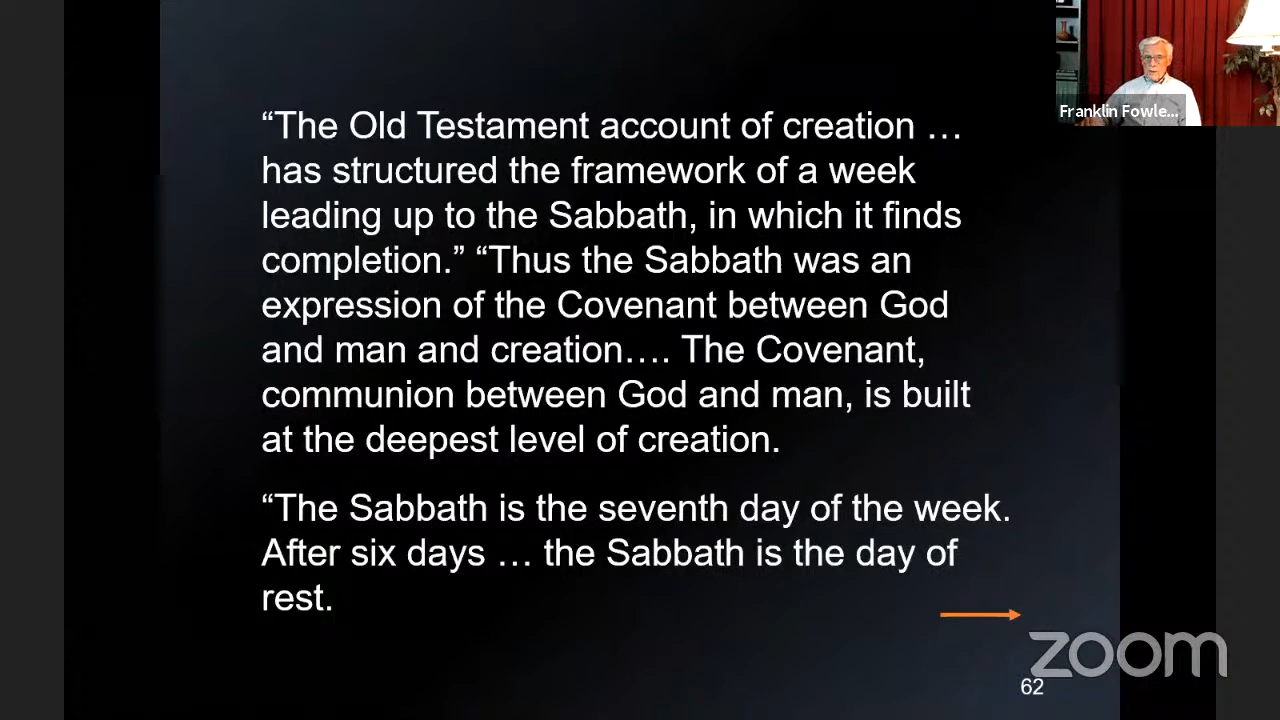 Franklin Fowle...
“The Old Testament account of creation …
has structured the framework of a week
leading up to the Sabbath, in which it finds
completion.” “Thus the Sabbath was an
expression of the Covenant between God
and man and creation…. The Covenant,
communion between God and man, is built
at the deepest level of creation.
“The Sabbath is the seventh day of the week.
After six days … the Sabbath is the day of
rest.
zoom
62